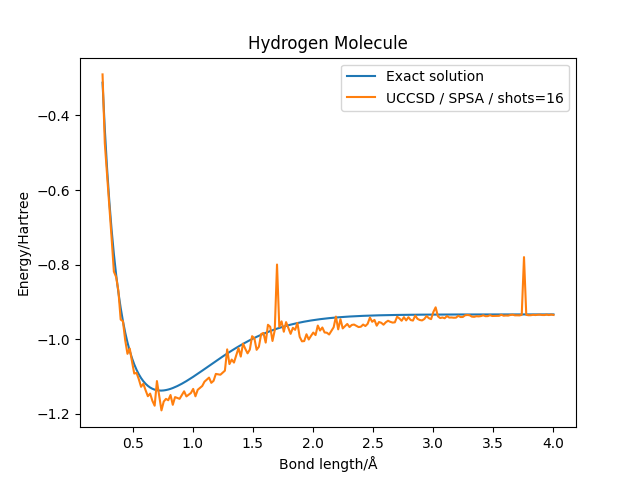 Hydrogen Molecule
Exact solution
UCCSD / SPSA / shots=16
Energy/Hartree
−0.4
−0.6
−0.8
−1.0
−1.2
0.5 1.0 1.5 2.0 2.5 3.0 3.5 4.0
Bond length/Å